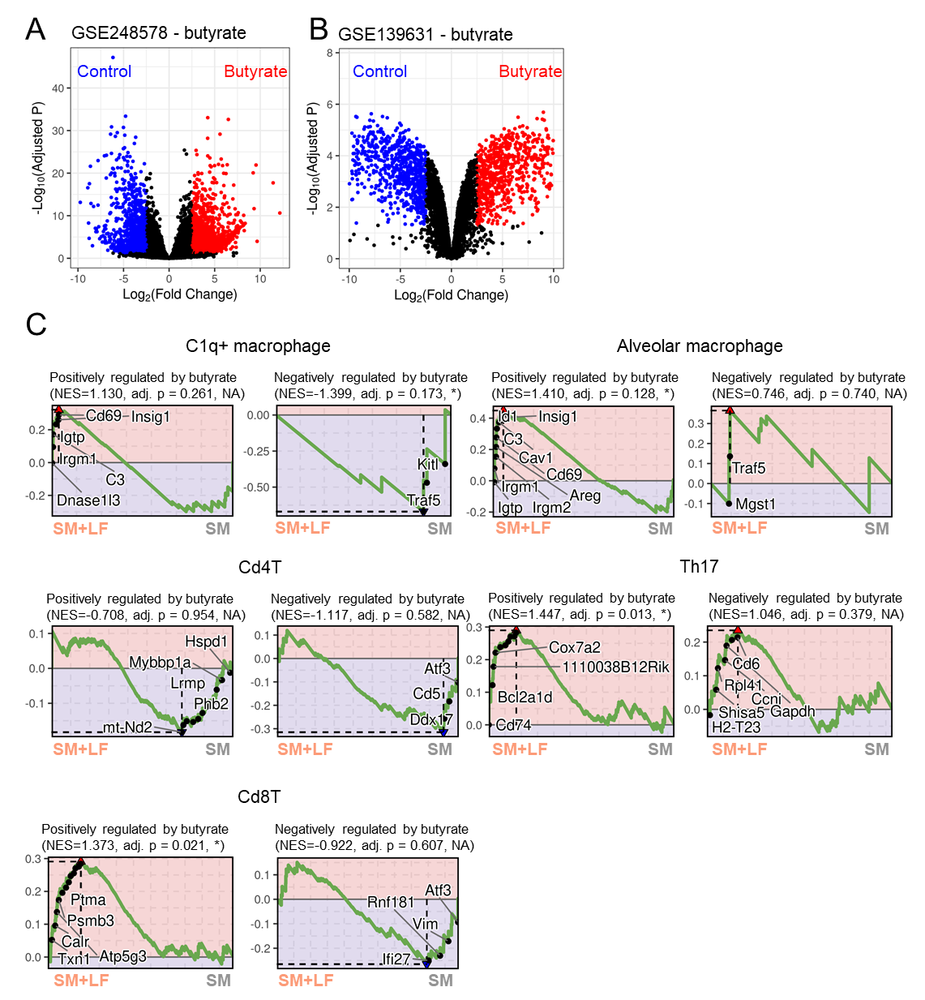 A
GSE248578 - butyrate
Control
Butyrate
40
30
20
10
0
-10
-5
0
5
10
-Log10(Adjusted P)
Log2(Fold Change)
B
GSE139631 - butyrate
Control
Butyrate
8
6
4
2
0
-10
-5
0
5
10
-Log10(Adjusted P)
Log2(Fold Change)
C
C1q+ macrophage
Positively regulated by butyrate
(NES=1.130, adj. p = 0.261, NA)
0.2
0.0
-0.2
Cd69
Insig1
Igtp
Irgm1
C3
Dnase1l3
SM+LF
SM
Negatively regulated by butyrate
(NES=-1.399, adj. p = 0.173, *)
0.00
-0.25
-0.50
Kitl
Traf5
SM+LF
SM
Alveolar macrophage
Positively regulated by butyrate
(NES=1.410, adj. p = 0.128, *)
0.4
0.2
0.0
-0.2
Id1
Insig1
C3
Cav1
Cd69
Irgm1
Areg
Igtp
Irgm2
SM+LF
SM
Negatively regulated by butyrate
(NES=0.746, adj. p = 0.740, NA)
0.3
0.2
0.1
0.0
-0.1
Traf5
Mgst1
SM+LF
SM
Cd4T
Positively regulated by butyrate
(NES=-0.708, adj. p = 0.954, NA)
0.1
0.0
-0.1
Hspd1
Mybbp1a
Lrmp
Phb2
mt-Nd2
SM+LF
SM
Negatively regulated by butyrate
(NES=-1.117, adj. p = 0.582, NA)
0.1
0.0
-0.1
-0.2
-0.3
Atf3
Cd5
Ddx17
SM+LF
SM
Th17
Positively regulated by butyrate
(NES=1.447, adj. p = 0.013, *)
0.3
0.2
0.1
0.0
Cox7a2
1110038B12Rik
Bcl2a1d
Cd74
SM+LF
SM
Negatively regulated by butyrate
(NES=1.046, adj. p = 0.379, NA)
0.2
0.1
0.0
Cd6
Rpl41
Ccni
Shisa5
Gapdh
H2-T23
SM+LF
SM
Cd8T
Positively regulated by butyrate
(NES=1.373, adj. p = 0.021, *)
0.3
0.2
0.1
0.0
Ptma
Psmb3
Calr
Txn1
Atp5g3
SM+LF
SM
Negatively regulated by butyrate
(NES=-0.922, adj. p = 0.607, NA)
0.1
0.0
-0.1
-0.2
Rnf181
Atf3
Vim
Ifi27
SM+LF
SM